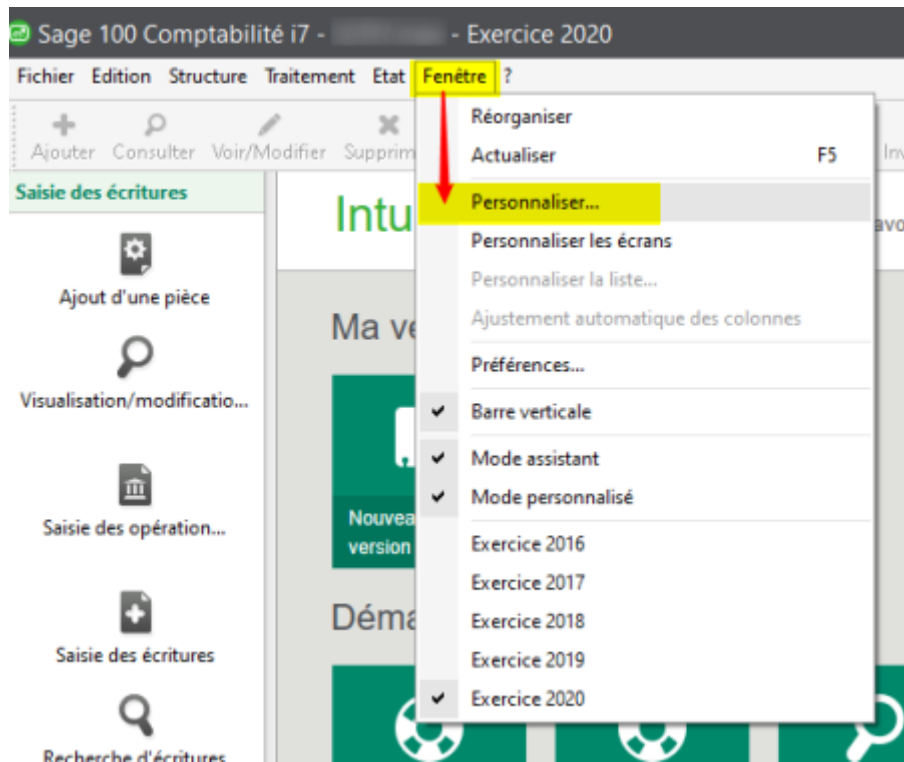 Sage 100 Comptabilité i7 - - Exercice 2020
Fichier Edition Structure Traitement Etat Fenêtre ?
Ajouter Consulter Voir/Modifier Supprim Inv
Saisie des écritures
Ajout d'une pièce
Visualisation/modificatio...
Saisie des opération...
Saisie des écritures
Recherche d'écritures
Intu
avo
Ma ve
Nouvea
version
Déma
Réorganiser
Actualiser F5
Personnaliser...
Personnaliser les écrans
Personnaliser la liste...
Ajustement automatique des colonnes
Préférences...
Barre verticale
Mode assistant
Mode personnalisé
Exercice 2016
Exercice 2017
Exercice 2018
Exercice 2019
Exercice 2020